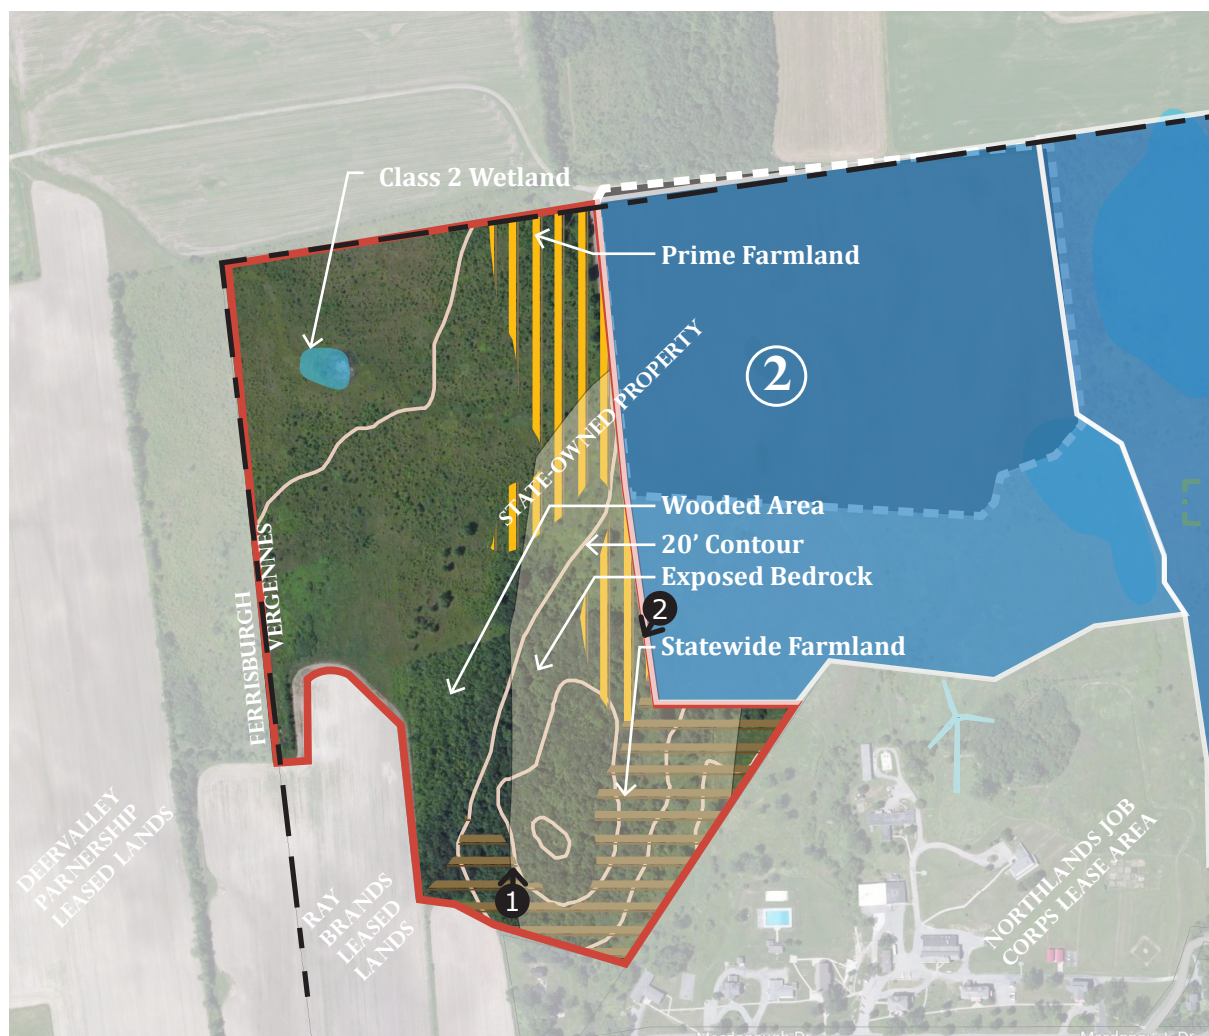 Class 2 Wetland
Prime Farmland
STATE-OWNED PROPERTY
2
Wooded Area
20' Contour
Exposed Bedrock
2
Statewide Farmland
FERRISBURGH
VERGENNES
DEERVALLEY
PARNERSHIP
LEASED LANDS
RAY
BRANDS
LEASED
LANDS
1
NORTHLANDS JOB
CORPS LEASE AREA